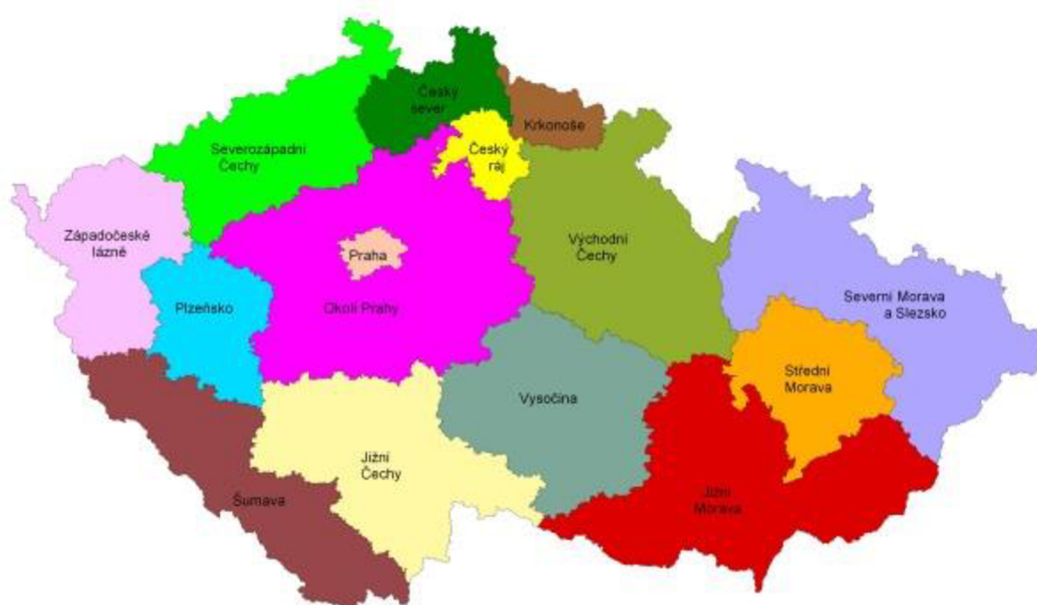 Český
sever
Krkonoše
Severozápadní
Čechy
Český
ráj
Západočeské
lázně
Praha
Východní
Čechy
Plzeňsko
Okolí Prahy
Severní Morava
a Slezsko
Střední
Morava
Vysočina
Jižní
Čechy
Šumava
Jižní
Morava